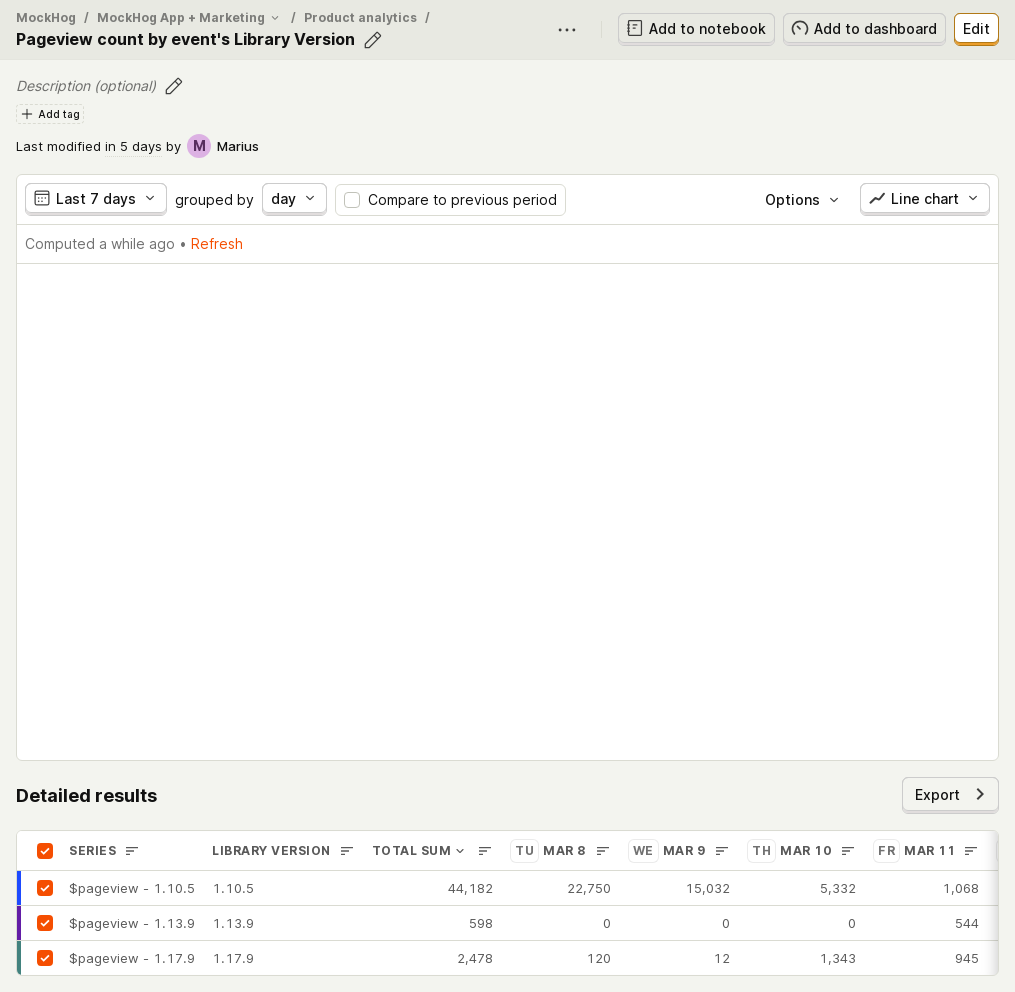 MockHog / MockHog App + Marketing / Product analytics /
Pageview count by event's Library Version
Add to notebook
Add to dashboard
Edit
Description (optional)
Add tag
Last modified in 5 days by M Marius
Last 7 days grouped by day Compare to previous period Options Line chart
Computed a while ago • Refresh
Detailed results
Export
SERIES LIBRARY VERSION TOTAL SUM TU MAR 8 WE MAR 9 TH MAR 10 FR MAR 11
$pageview - 1.10.5 1.10.5 44,182 22,750 15,032 5,332 1,068
$pageview - 1.13.9 1.13.9 598 0 0 0 544
$pageview - 1.17.9 1.17.9 2,478 120 12 1,343 945